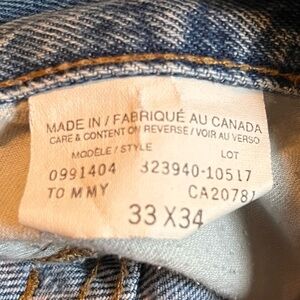 MADE IN / FABRIQUÉ AU CANADA
CARE & CONTENT ON REVERSE / VOIR AU VERSO
MODÈLE / STYLE LOT
0991404 323940-10517
TOMMY CA20781
33 X34